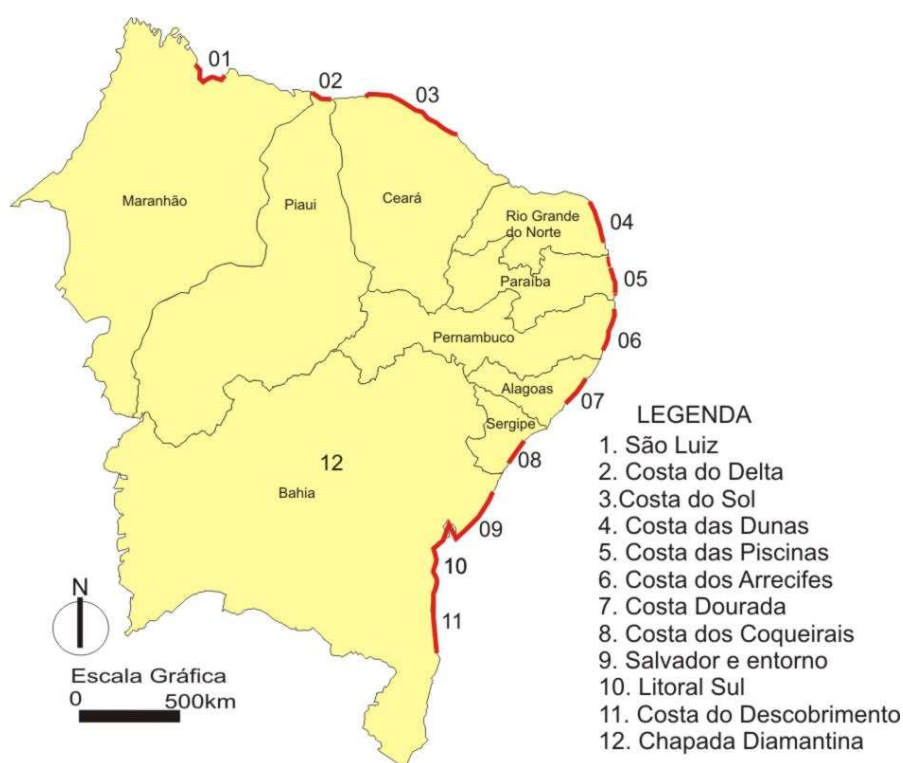 01
02
03
Maranhão
Piaui
Ceará
Rio Grande
do Norte
04
Paraíba
05
Pernambuco
06
Alagoas
07
Sergipe
08
12
Bahia
09
10
11
N
Escala Gráfica
0 500km
LEGENDA
1. São Luiz
2. Costa do Delta
3.Costa do Sol
4. Costa das Dunas
5. Costa das Piscinas
6. Costa dos Arrecifes
7. Costa Dourada
8. Costa dos Coqueirais
9. Salvador e entorno
10. Litoral Sul
11. Costa do Descobrimento
12. Chapada Diamantina